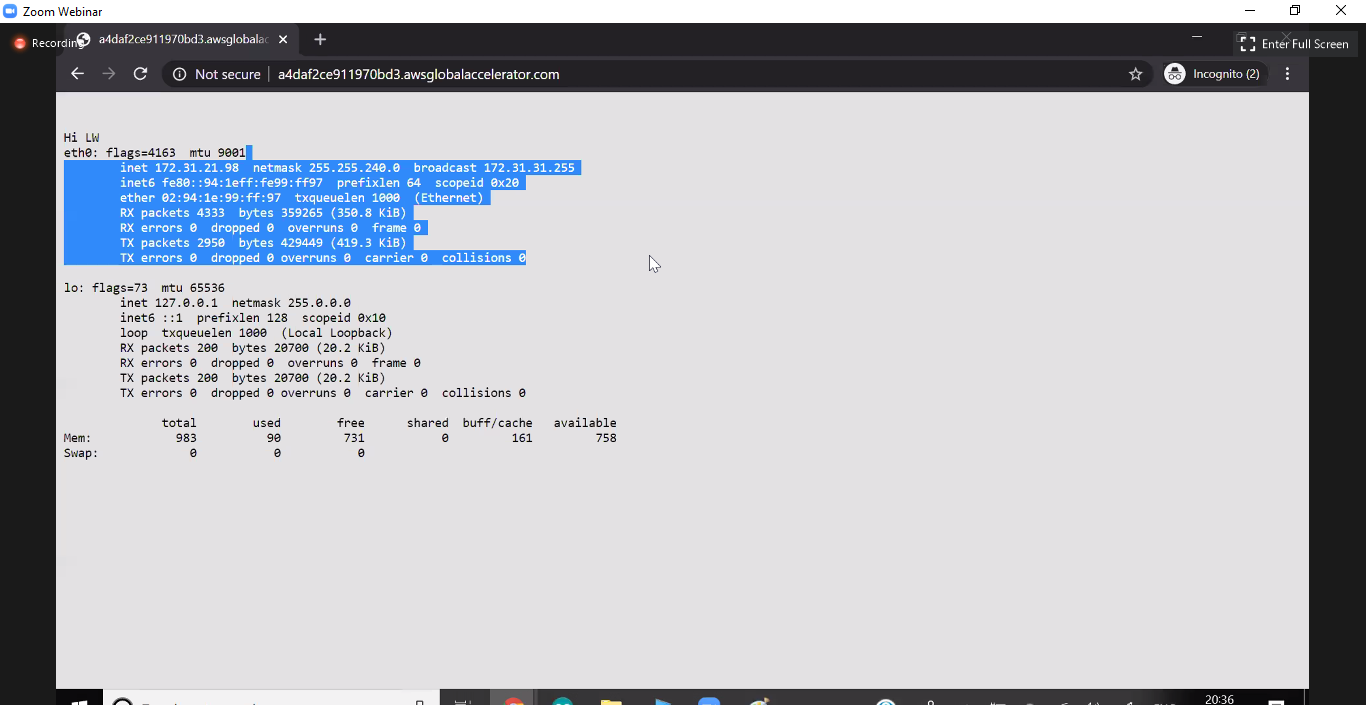 Zoom Webinar
Recording
a4daf2ce911970bd3.awsglobalac
Enter Full Screen
Not secure
a4daf2ce911970bd3.awsglobalaccelerator.com
Incognito (2)
Hi LW
eth0: flags=4163  mtu 9001
inet 172.31.21.98  netmask 255.255.240.0  broadcast 172.31.31.255
inet6 fe80::94:1eff:fe99:ff97  prefixlen 64  scopeid 0x20
ether 02:94:1e:99:ff:97  txqueuelen 1000  (Ethernet)
RX packets 4333  bytes 359265 (350.8 KiB)
RX errors 0  dropped 0  overruns 0  frame 0
TX packets 2950  bytes 429449 (419.3 KiB)
TX errors 0  dropped 0 overruns 0  carrier 0  collisions 0
lo: flags=73  mtu 65536
inet 127.0.0.1  netmask 255.0.0.0
inet6 ::1  prefixlen 128  scopeid 0x10
loop  txqueuelen 1000  (Local Loopback)
RX packets 200  bytes 20700 (20.2 KiB)
RX errors 0  dropped 0  overruns 0  frame 0
TX packets 200  bytes 20700 (20.2 KiB)
TX errors 0  dropped 0 overruns 0  carrier 0  collisions 0
total used free shared buff/cache available
Mem: 983 90 731 0 161 758
Swap: 0 0 0
20:36